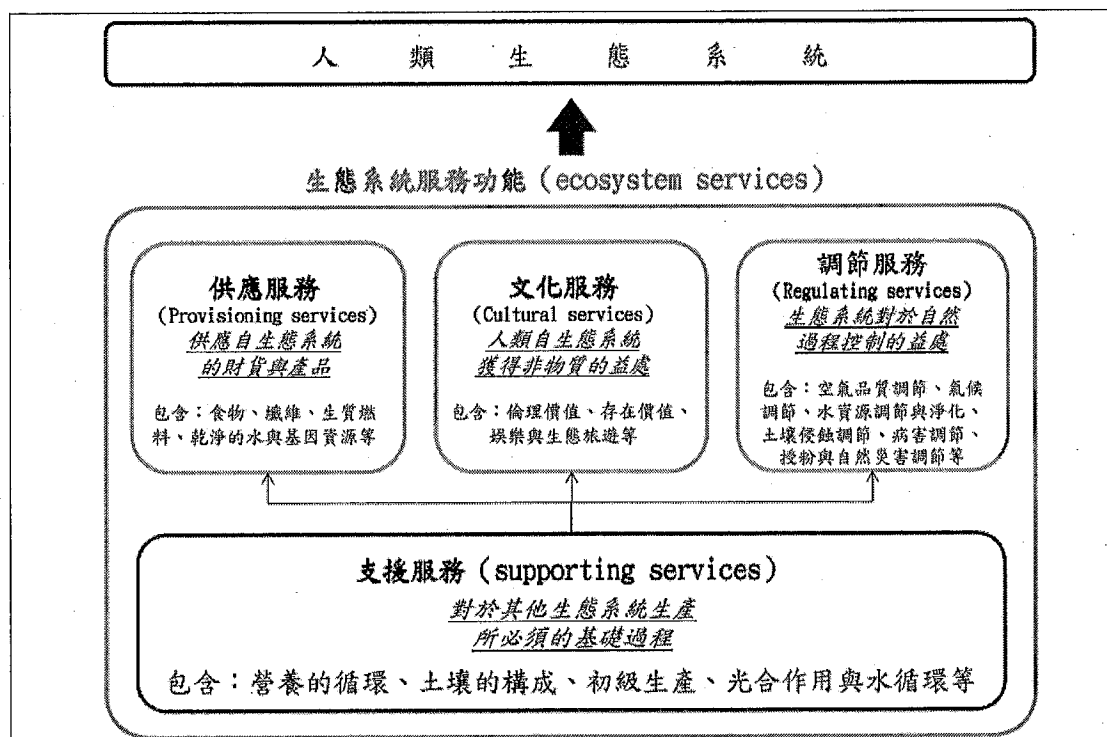 人類生態系統
生態系統服務功能（ecosystem services）
供應服務
(Provisioning services)
供應自生態系統
的財貨與產品
包含：食物、纖維、生質燃
料、乾淨的水與基因資源等
文化服務
(Cultural services)
人類自生態系統
獲得非物質的益處
包含：倫理價值、存在價值、
娛樂與生態旅遊等
調節服務
(Regulating services)
生態系統對於自然
過程控制的益處
包含：空氣品質調節、氣候
調節、水資源調節與淨化、
土壤侵蝕調節、病害調節、
授粉與自然災害調節等
支援服務（supporting services）
對於其他生態系統生產
所必須的基礎過程
包含：營養的循環、土壤的構成、初級生產、光合作用與水循環等